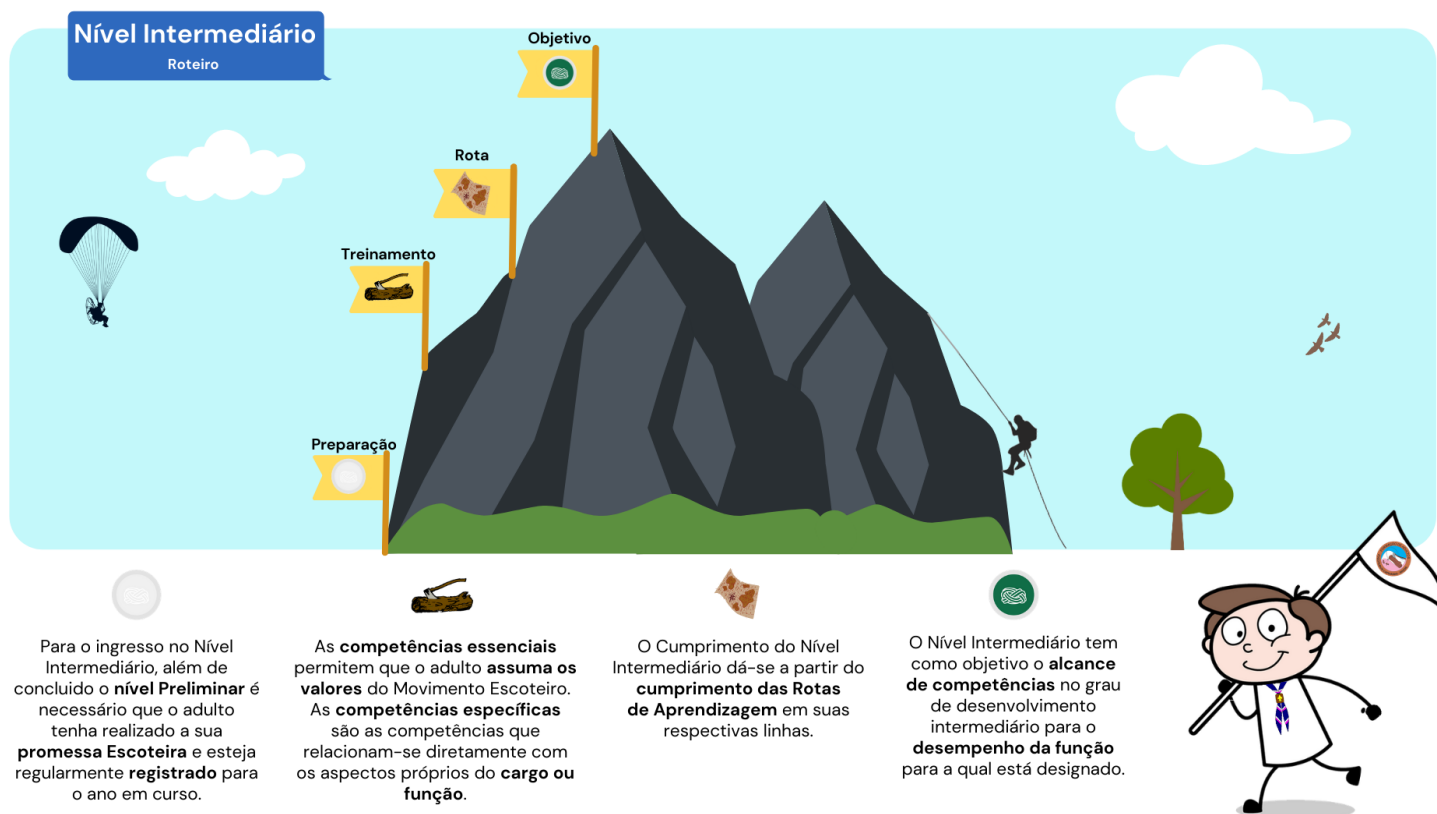 Nível Intermediário
Roteiro
Objetivo
Rota
Treinamento
Preparação
Para o ingresso no Nível
Intermediário, além de
concluido o nível Preliminar é
necessário que o adulto
tenha realizado a sua
promessa Escoteira e esteja
regularmente registrado para
o ano em curso.
As competências essenciais
permitem que o adulto assuma os
valores do Movimento Escoteiro.
As competências específicas
são as competências que
relacionam-se diretamente com
os aspectos próprios do cargo ou
função.
O Cumprimento do Nível
Intermediário dá-se a partir do
cumprimento das Rotas
de Aprendizagem em suas
respectivas linhas.
O Nível Intermediário tem
como objetivo o alcance
de competências no grau
de desenvolvimento
intermediário para o
desempenho da função
para a qual está designado.